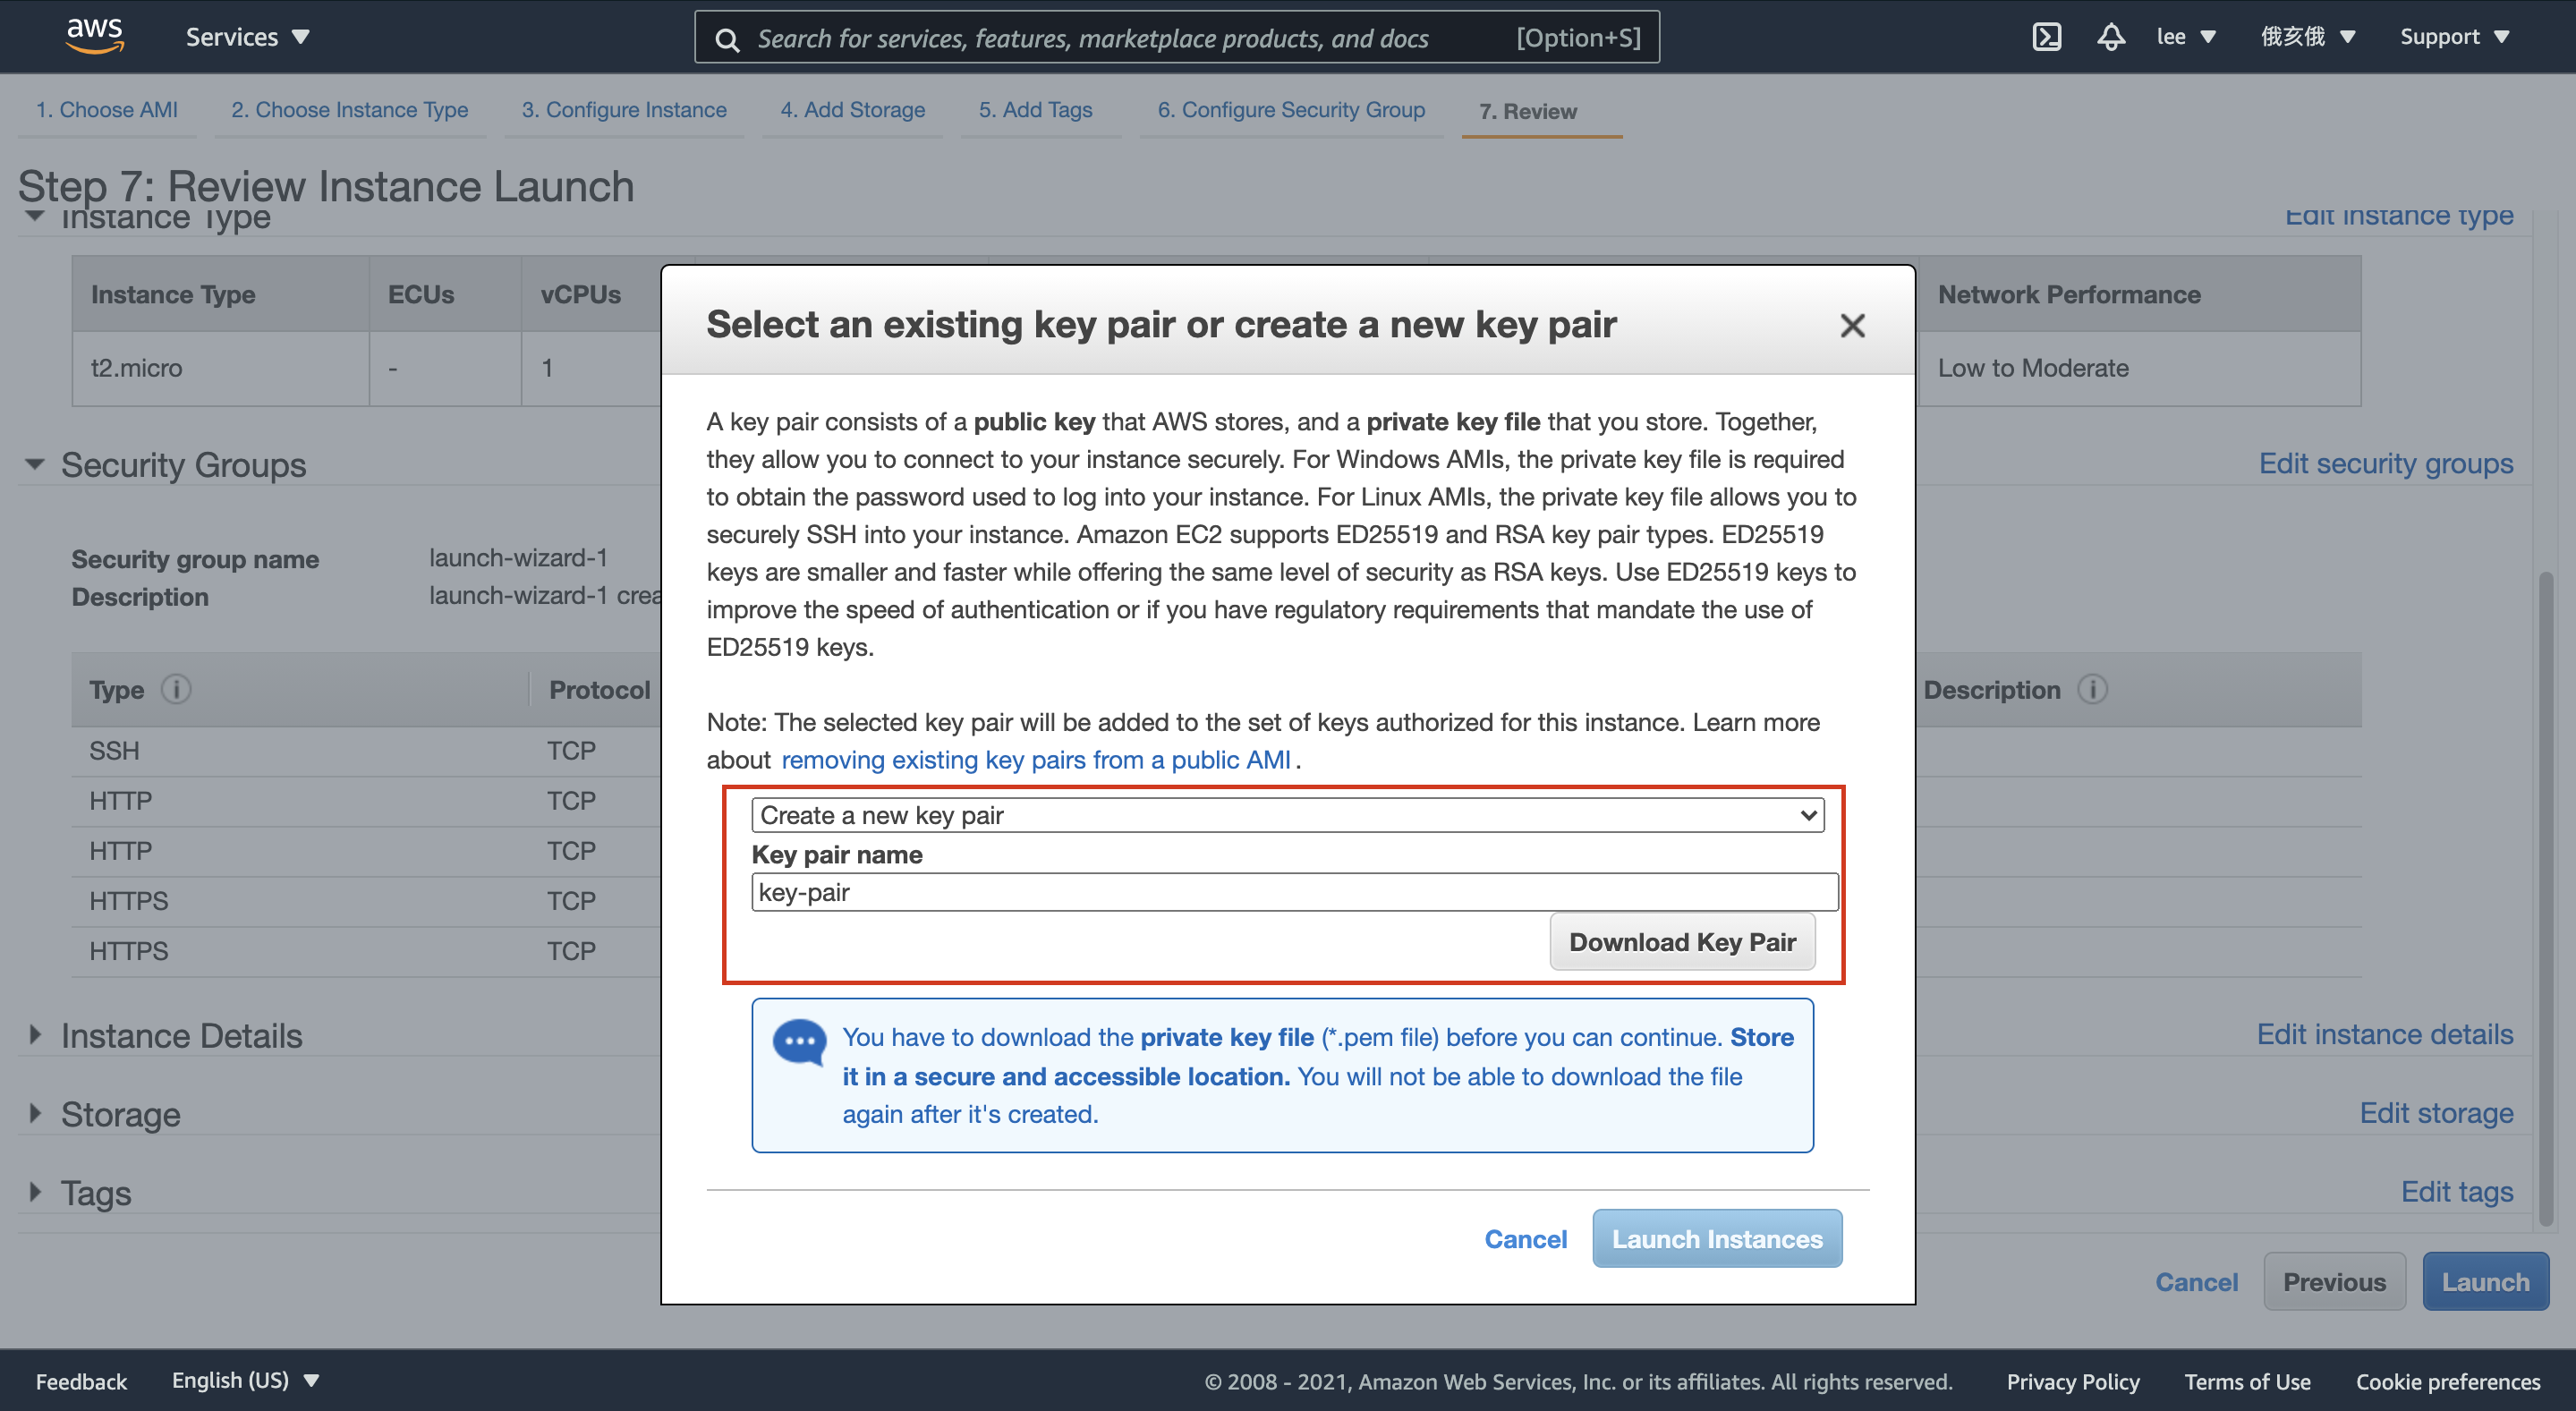 aws
Services
Search for services, features, marketplace products, and docs [Option+S]
lee
俄亥俄
Support
1. Choose AMI
2. Choose Instance Type
3. Configure Instance
4. Add Storage
5. Add Tags
6. Configure Security Group
7. Review
Step 7: Review Instance Launch
Instance Type
Edit instance type
Instance Type ECUs vCPUs Network Performance
t2.micro - 1 Low to Moderate
Security Groups
Edit security groups
Security group name launch-wizard-1
Description launch-wizard-1 crea
Type Protocol Description
SSH TCP
HTTP TCP
HTTP TCP
HTTPS TCP
HTTPS TCP
Instance Details
Edit instance details
Storage
Edit storage
Tags
Edit tags
Cancel
Previous
Launch
Select an existing key pair or create a new key pair
A key pair consists of a public key that AWS stores, and a private key file that you store. Together,
they allow you to connect to your instance securely. For Windows AMIs, the private key file is required
to obtain the password used to log into your instance. For Linux AMIs, the private key file allows you to
securely SSH into your instance. Amazon EC2 supports ED25519 and RSA key pair types. ED25519
keys are smaller and faster while offering the same level of security as RSA keys. Use ED25519 keys to
improve the speed of authentication or if you have regulatory requirements that mandate the use of
ED25519 keys.
Note: The selected key pair will be added to the set of keys authorized for this instance. Learn more
about removing existing key pairs from a public AMI .
Create a new key pair
Key pair name
key-pair
Download Key Pair
You have to download the private key file (*.pem file) before you can continue. Store
it in a secure and accessible location. You will not be able to download the file
again after it's created.
Cancel
Launch Instances
Feedback
English (US)
© 2008 - 2021, Amazon Web Services, Inc. or its affiliates. All rights reserved.
Privacy Policy
Terms of Use
Cookie preferences